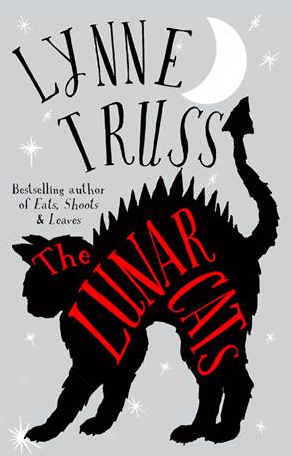 LYNNE
TRUSS
Bestselling author
of Eats, Shoots
& Leaves
The
LUNAR
CATS